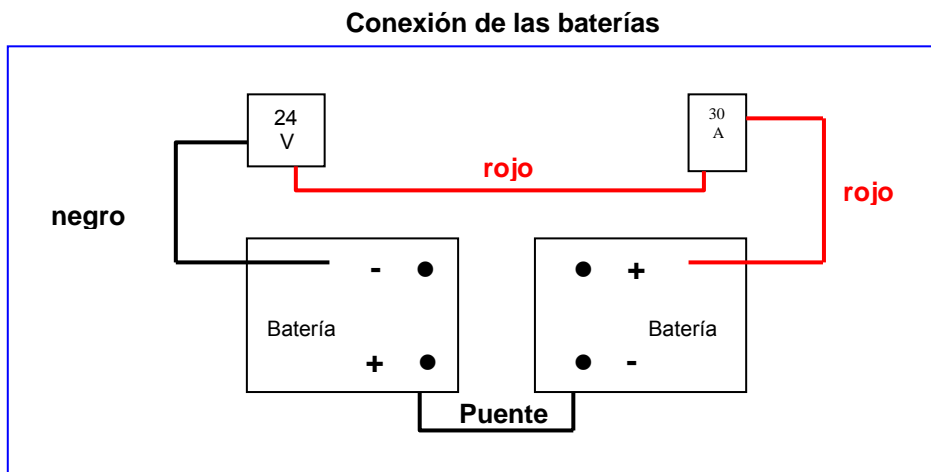 Conexión de las baterías
24
V
30
A
rojo
rojo
negro
- +
Batería Batería
+ -
Puente